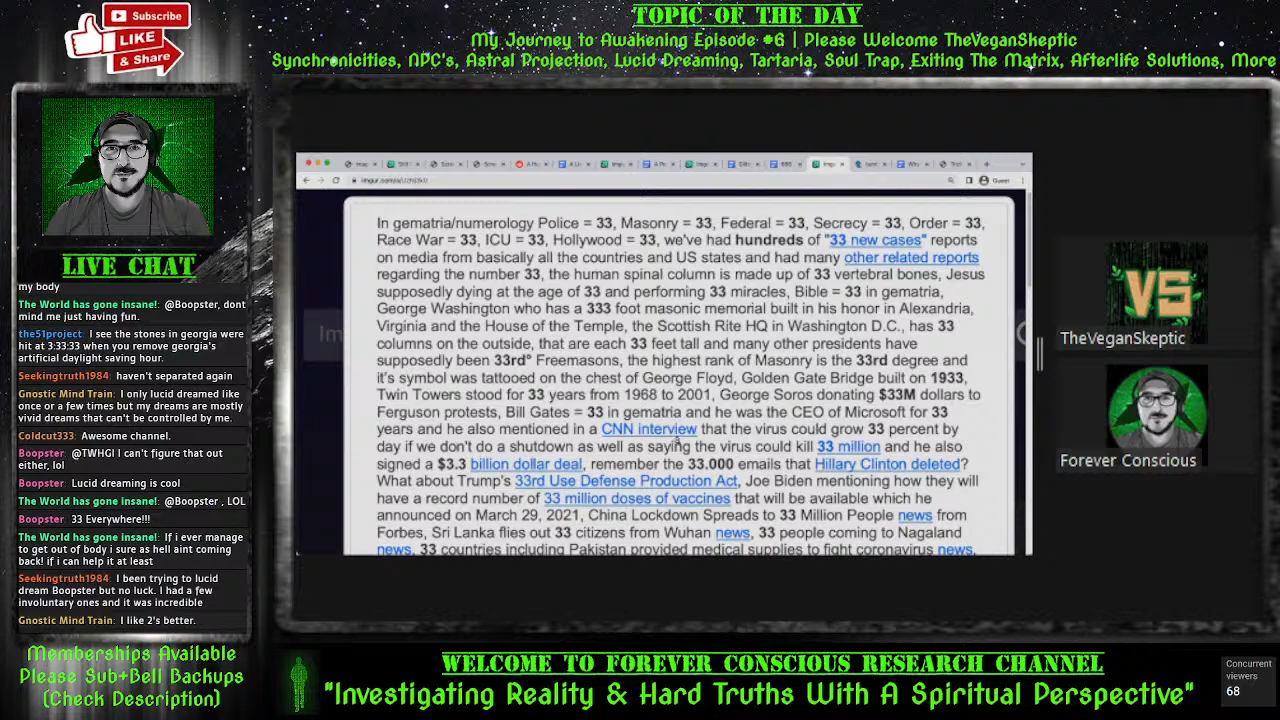 Subscribe
LIKE
& Share
TOPIC OF THE DAY
My Journey to Awakening Episode #6 | Please Welcome TheVeganSkeptic
Synchronicities, NPC's, Astral Projection, Lucid Dreaming, Tartaria, Soul Trap, Exiting The Matrix, Afterlife Solutions, More
LIVE CHAT
my body
The World has gone insane!: @Boopster, dont
mind me just having fun.
the51project: I see the stones in georgia were
hit at 3:33:33 when you remove georgia's
artificial daylight saving hour.
Seekingtruth1984: haven't separated again
Gnostic Mind Train: I only lucid dreamed like
once or a few times but my dreams are mostly
vivid dreams that can't be controlled by me.
Coldcut333: Awesome channel.
Boopster: @TWHGI I can't figure that out
either, lol
Boopster: Lucid dreaming is cool
The World has gone insane!: @Boopster , LOL
Boopster: 33 Everywhere!!!
The World has gone insane!: If i ever manage
to get out of body i sure as hell aint coming
back! if i can help it at least
Seekingtruth1984: I been trying to lucid
dream Boopster but no luck. I had a few
involuntary ones and it was incredible
Gnostic Mind Train: I like 2's better.
Memberships Available
Please Sub+Bell Backups
(Check Description)
Guest
In gematria/numerology Police = 33, Masonry = 33, Federal = 33, Secrecy = 33, Order = 33,
Race War = 33, ICU = 33, Hollywood = 33, we've had hundreds of "33 new cases" reports
on media from basically all the countries and US states and had many other related reports
regarding the number 33, the human spinal column is made up of 33 vertebral bones, Jesus
supposedly dying at the age of 33 and performing 33 miracles, Bible = 33 in gematria,
George Washington who has a 333 foot masonic memorial built in his honor in Alexandria,
Virginia and the House of the Temple, the Scottish Rite HQ in Washington D.C., has 33
columns on the outside, that are each 33 feet tall and many other presidents have
supposedly been 33rd° Freemasons, the highest rank of Masonry is the 33rd degree and
it's symbol was tattooed on the chest of George Floyd, Golden Gate Bridge built on 1933,
Twin Towers stood for 33 years from 1968 to 2001, George Soros donating $33M dollars to
Ferguson protests, Bill Gates = 33 in gematria and he was the CEO of Microsoft for 33
years and he also mentioned in a CNN interview that the virus could grow 33 percent by
day if we don't do a shutdown as well as saying the virus could kill 33 million and he also
signed a $3.3 billion dollar deal, remember the 33.000 emails that Hillary Clinton deleted?
What about Trump's 33rd Use Defense Production Act, Joe Biden mentioning how they will
have a record number of 33 million doses of vaccines that will be available which he
announced on March 29, 2021, China Lockdown Spreads to 33 Million People news from
Forbes, Sri Lanka flies out 33 citizens from Wuhan news, 33 people coming to Nagaland
news, 33 countries including Pakistan provided medical supplies to fight coronavirus news,
VS
TheVeganSkeptic
Forever Conscious
WELCOME TO FOREVER CONSCIOUS RESEARCH CHANNEL
"Investigating Reality & Hard Truths With A Spiritual Perspective"
Concurrent
viewers
68